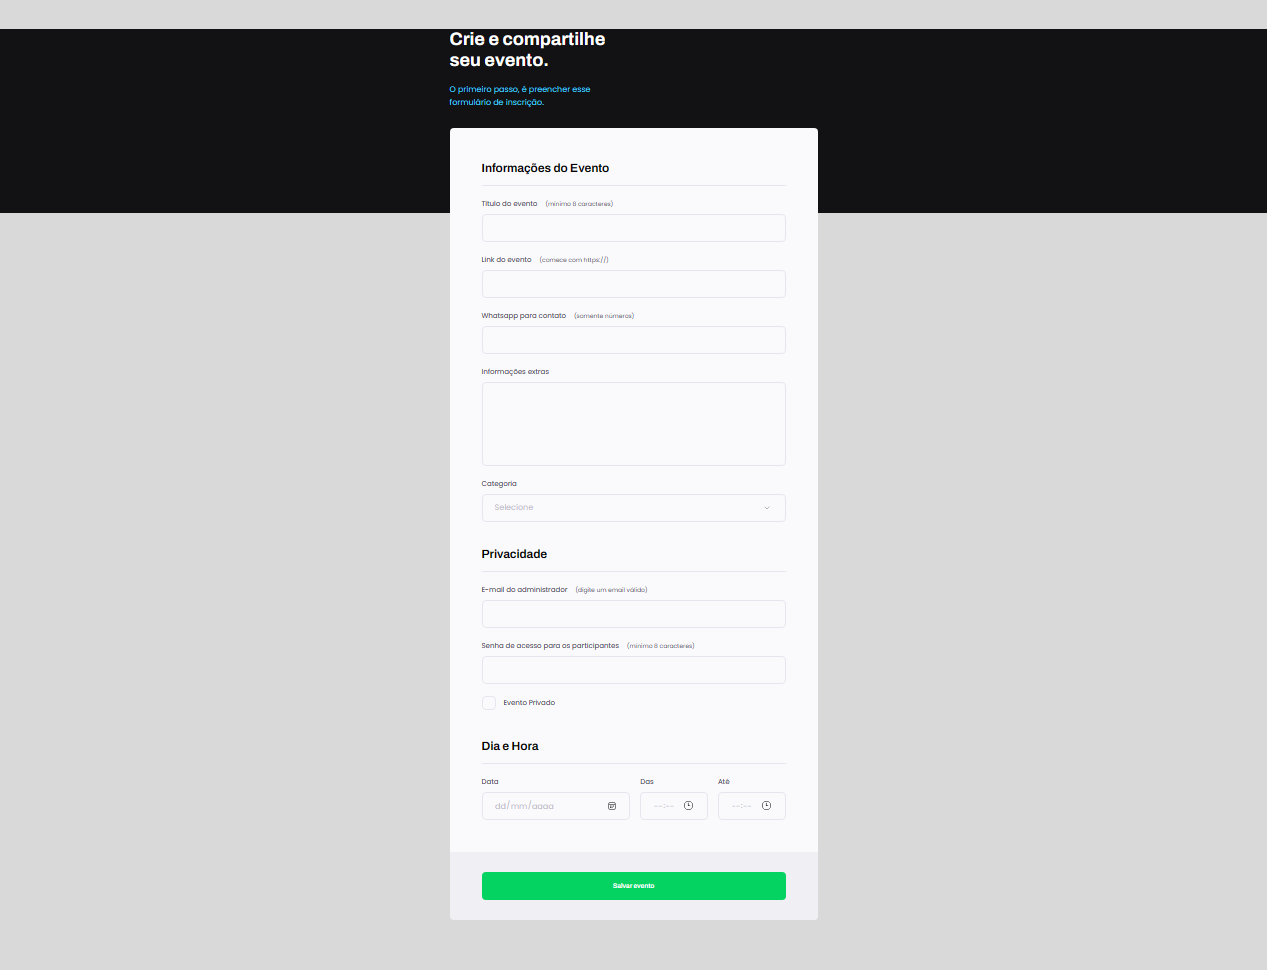 Crie e compartilhe
seu evento.
O primeiro passo, é preencher esse
formulário de inscrição.
Informações do Evento
Título do evento (mínimo 8 caracteres)
Link do evento (comece com https://)
Whatsapp para contato (somente números)
Informações extras
Categoria
Selecione
Privacidade
E-mail do administrador (digite um email válido)
Senha de acesso para os participantes (mínimo 8 caracteres)
Evento Privado
Dia e Hora
Data Das Até
dd/mm/aaaa --:-- --:--
Salvar evento